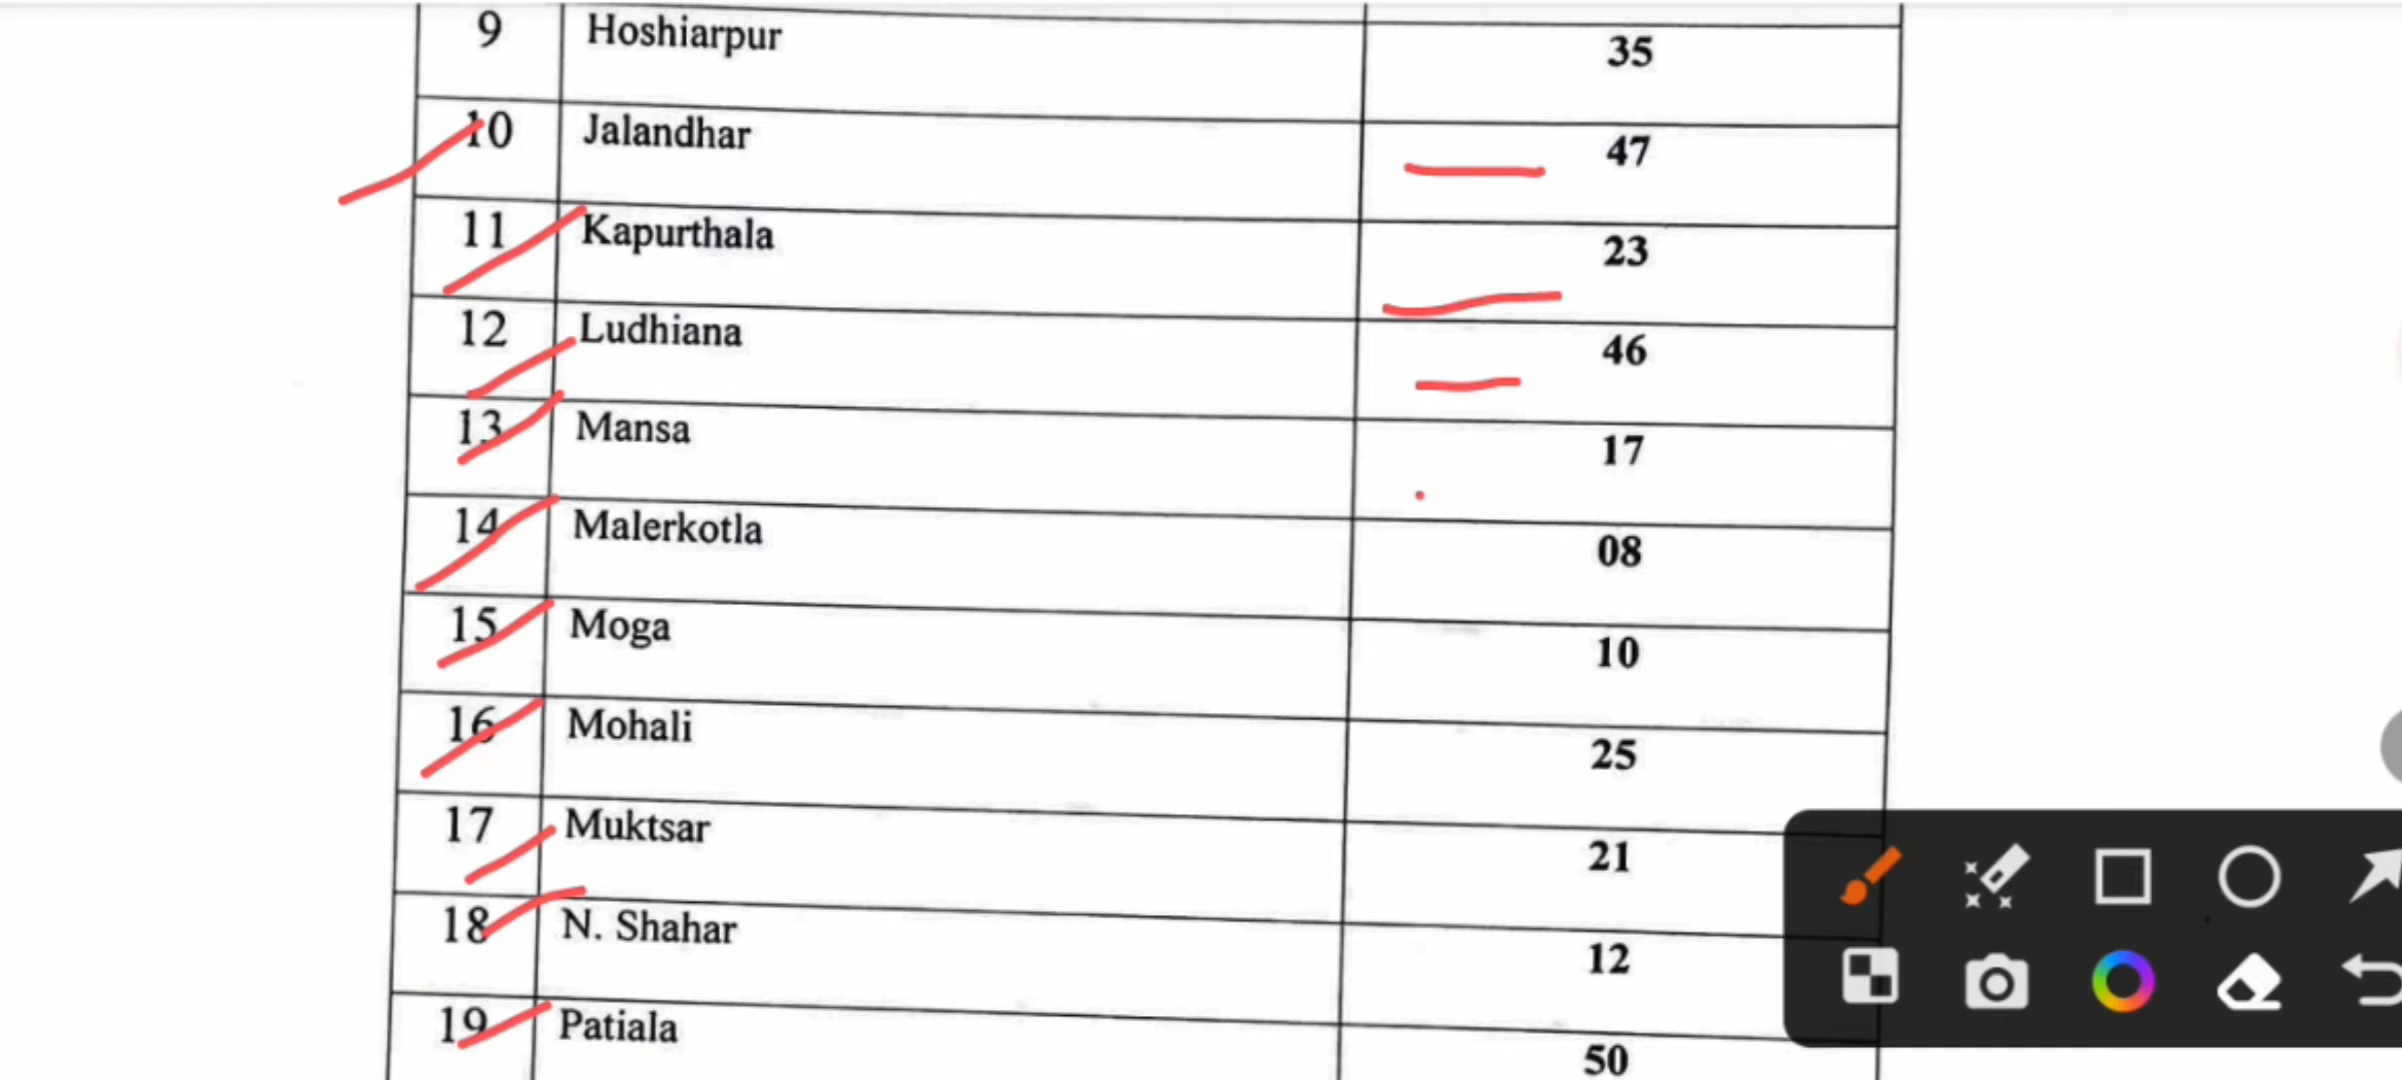 9 Hoshiarpur 35
10 Jalandhar 47
11 Kapurthala 23
12 Ludhiana 46
13 Mansa 17
14 Malerkotla 08
15 Moga 10
16 Mohali 25
17 Muktsar 21
18 N. Shahar 12
19 Patiala 50